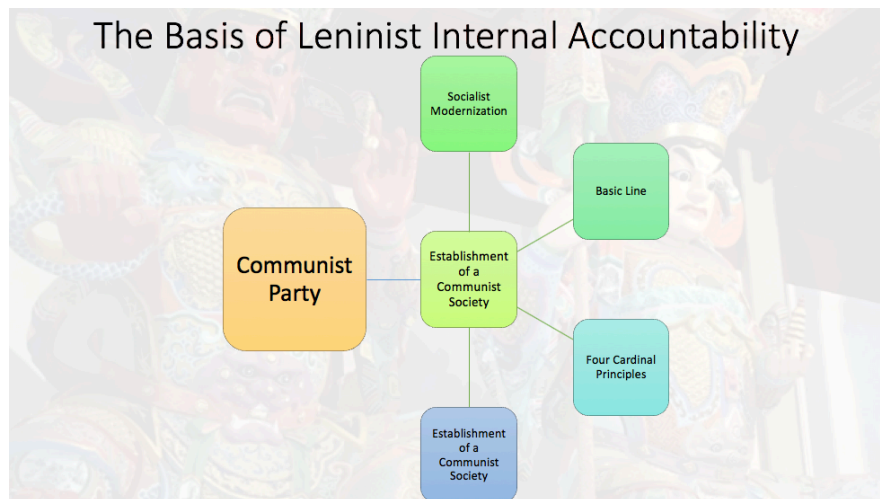 The Basis of Leninist Internal Accountability
Socialist
Modernization
Basic Line
Communist
Party
Establishment
of a
Communist
Society
Four Cardinal
Principles
Establishment
of a
Communist
Society